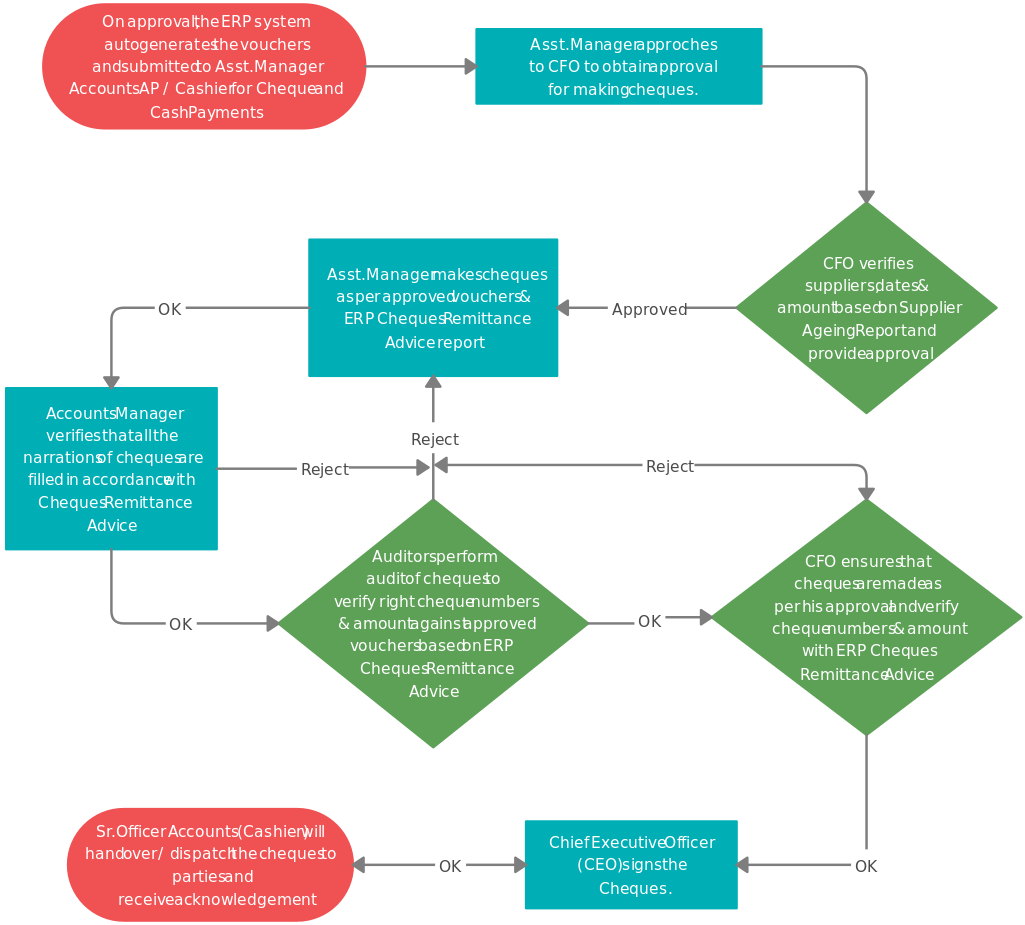 On approval, the ERP system
autogenerates the vouchers
and submitted to Asst. Manager
Accounts AP / Cashier for Cheque and
Cash Payments
Asst. Manager approches
to CFO to obtain approval
for making cheques.
CFO verifies
suppliers, dates &
amount based on Supplier
Ageing Report and
provide approval
Approved
Asst. Manager makes cheques
as per approved vouchers &
ERP Cheques Remittance
Advice report
OK
Accounts Manager
verifies that all the
narrations of cheques are
filled in accordance with
Cheques Remittance
Advice
Reject
Reject
Reject
OK
Auditors perform
audit of cheques to
verify right cheque numbers
& amount against approved
vouchers based on ERP
Cheques Remittance
Advice
OK
CFO ensures that
cheques are made as
per his approval and verify
cheque numbers & amount
with ERP Cheques
Remittance Advice
OK
Chief Executive Officer
(CEO) signs the
Cheques.
OK
Sr. Officer Accounts (Cashier) will
handover / dispatch the cheques to
parties and
receive acknowledgement